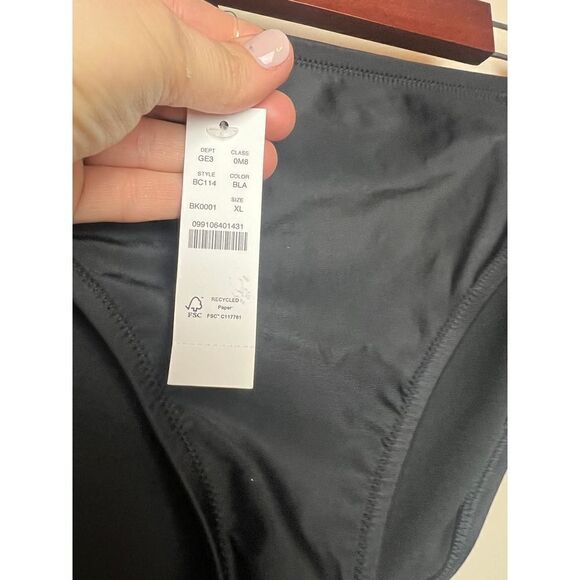 DEPT CLASS
GE3 0M8
STYLE COLOR
BC114 BLA
SIZE
BK0001 XL
099106401431
RECYCLED
Paper
FSC FSC® C117761